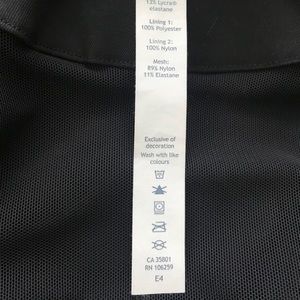 13% Lycra®
elastane
Lining 1:
100% Polyester
Lining 2:
100% Nylon
Mesh:
89% Nylon
11% Elastane
Exclusive of
decoration
Wash with like
colours
CA 35801
RN 106259
E4